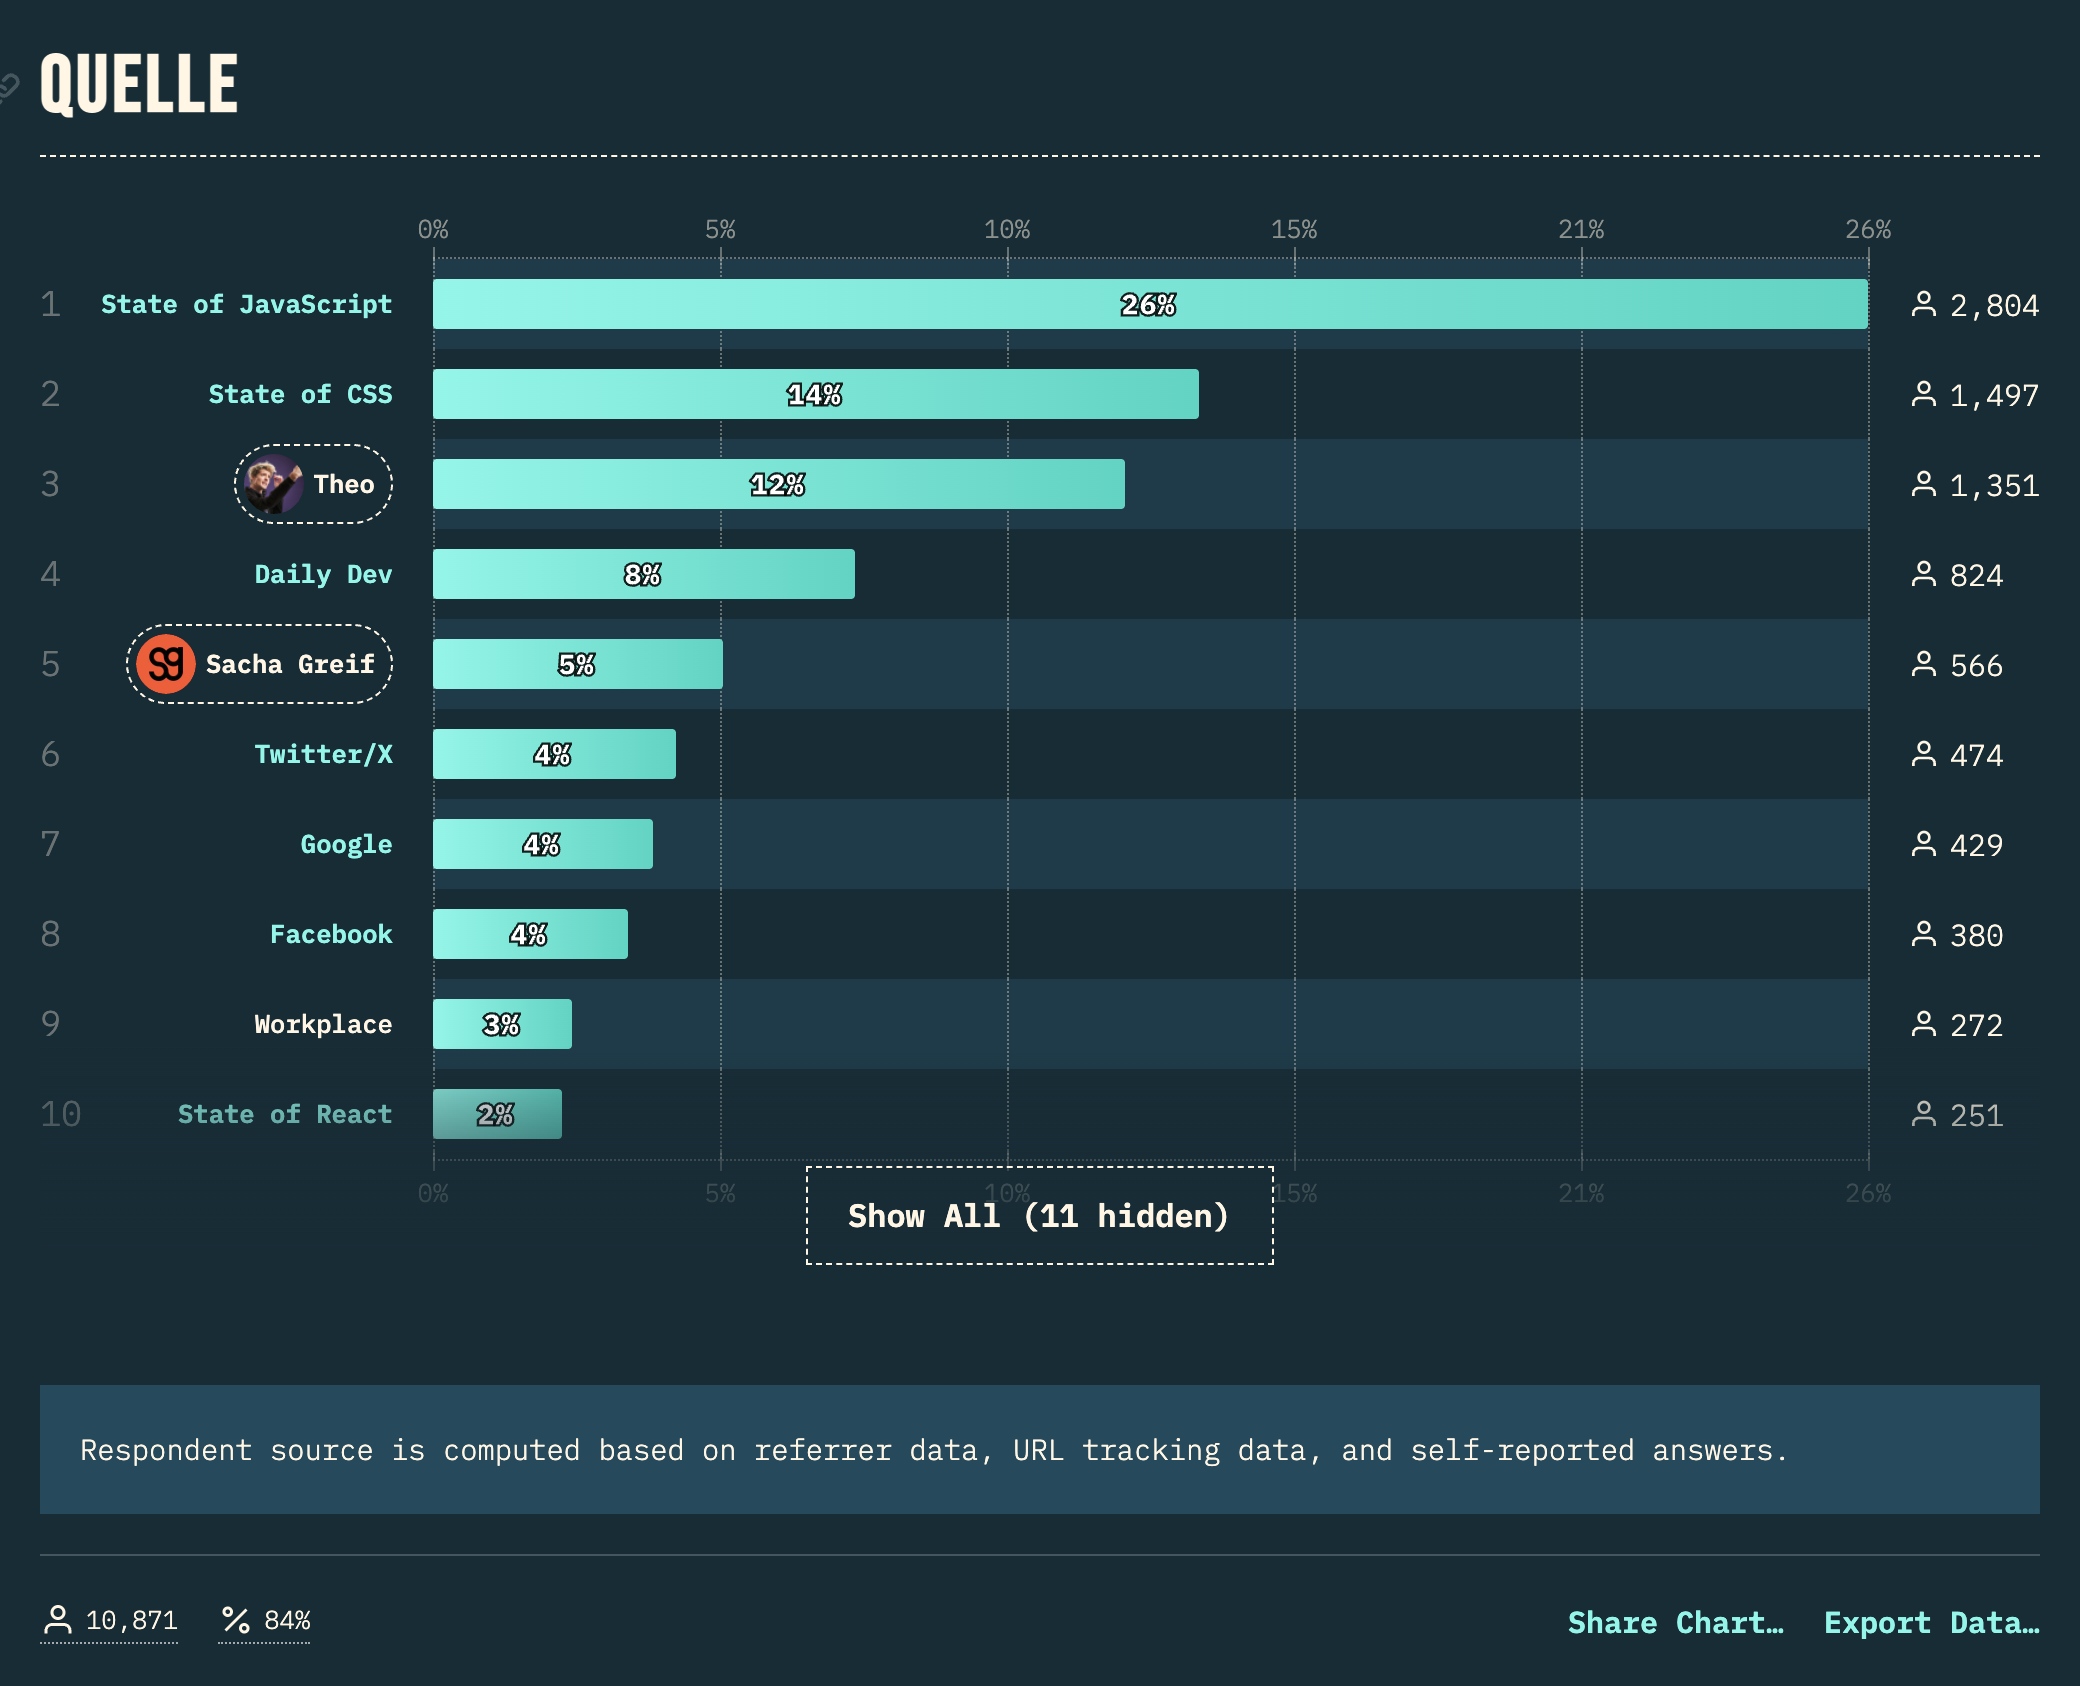 QUELLE
0% 5% 10% 15% 21% 26%
1 State of JavaScript 26% 2,804
2 State of CSS 14% 1,497
3 Theo 12% 1,351
4 Daily Dev 8% 824
5 SG Sacha Greif 5% 566
6 Twitter/X 4% 474
7 Google 4% 429
8 Facebook 4% 380
9 Workplace 3% 272
10 State of React 2% 251
0% 5% 10% 15% 21% 26%
Show All (11 hidden)
Respondent source is computed based on referrer data, URL tracking data, and self-reported answers.
10,871 % 84% Share Chart… Export Data…